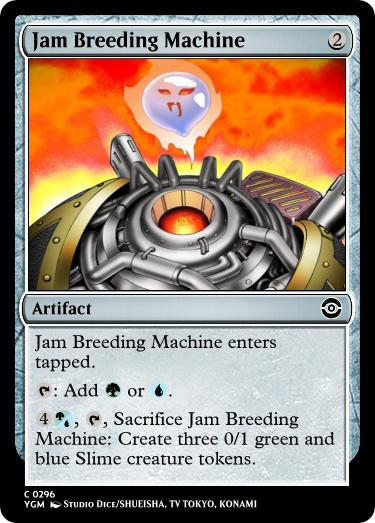 Jam Breeding Machine 2
Artifact
Jam Breeding Machine enters
tapped.
: Add or .
4 , , Sacrifice Jam Breeding
Machine: Create three 0/1 green and
blue Slime creature tokens.
C 0296
YGM Studio Dice/SHUEISHA, TV TOKYO, KONAMI